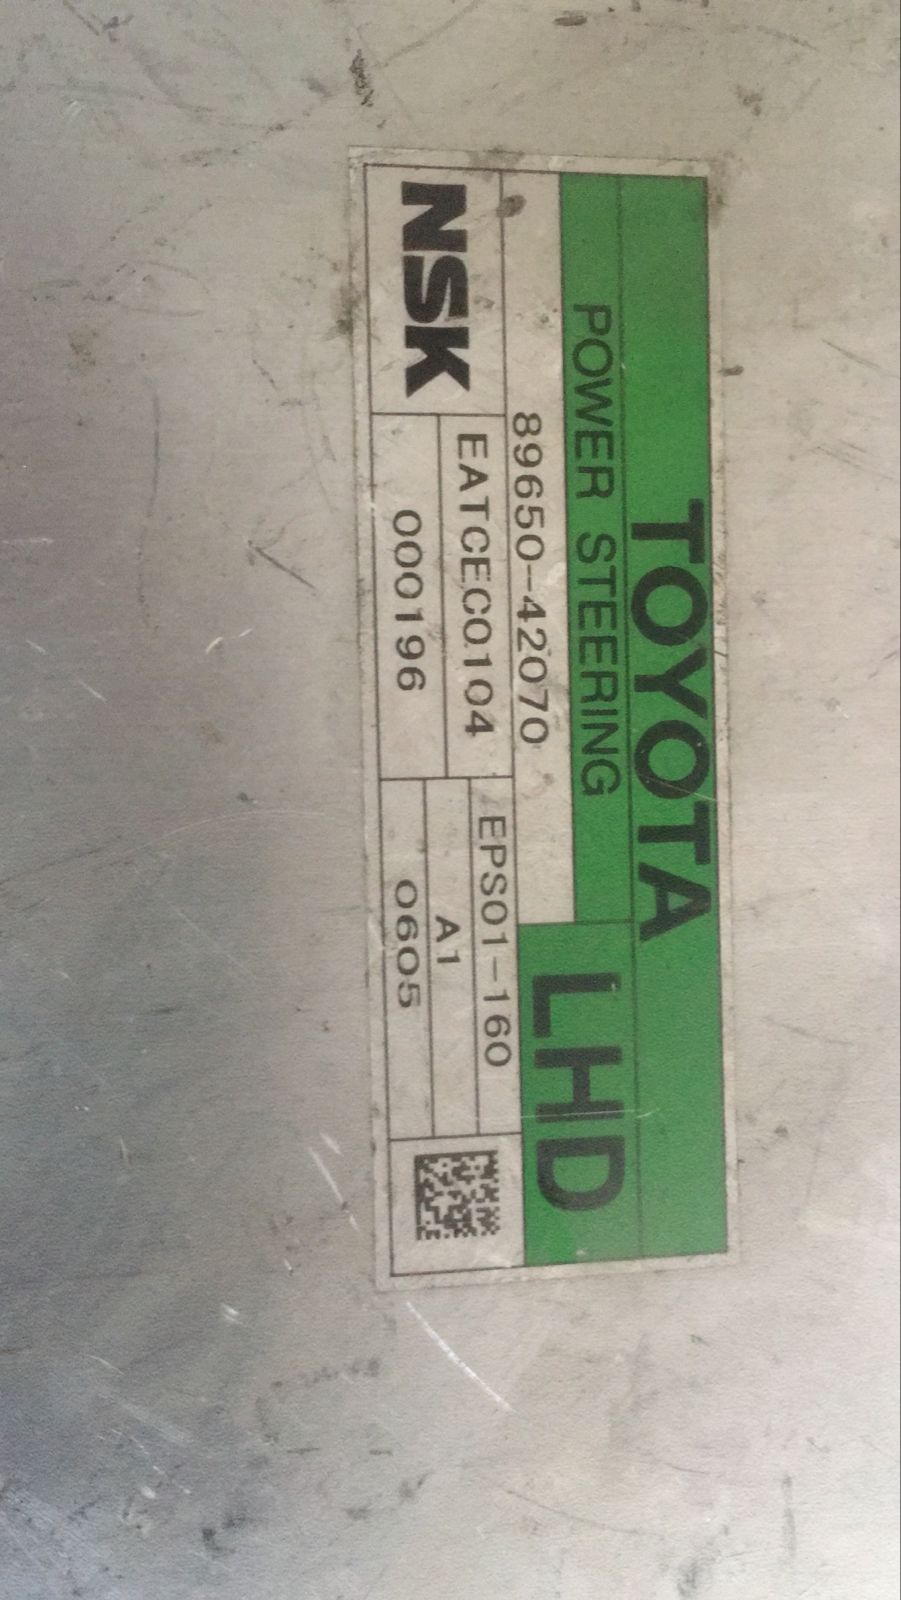 TOYOTA
POWER STEERING
LHD
89650-42070
NSK
EATCEC0104
000196
EPS01-160
A1
0605